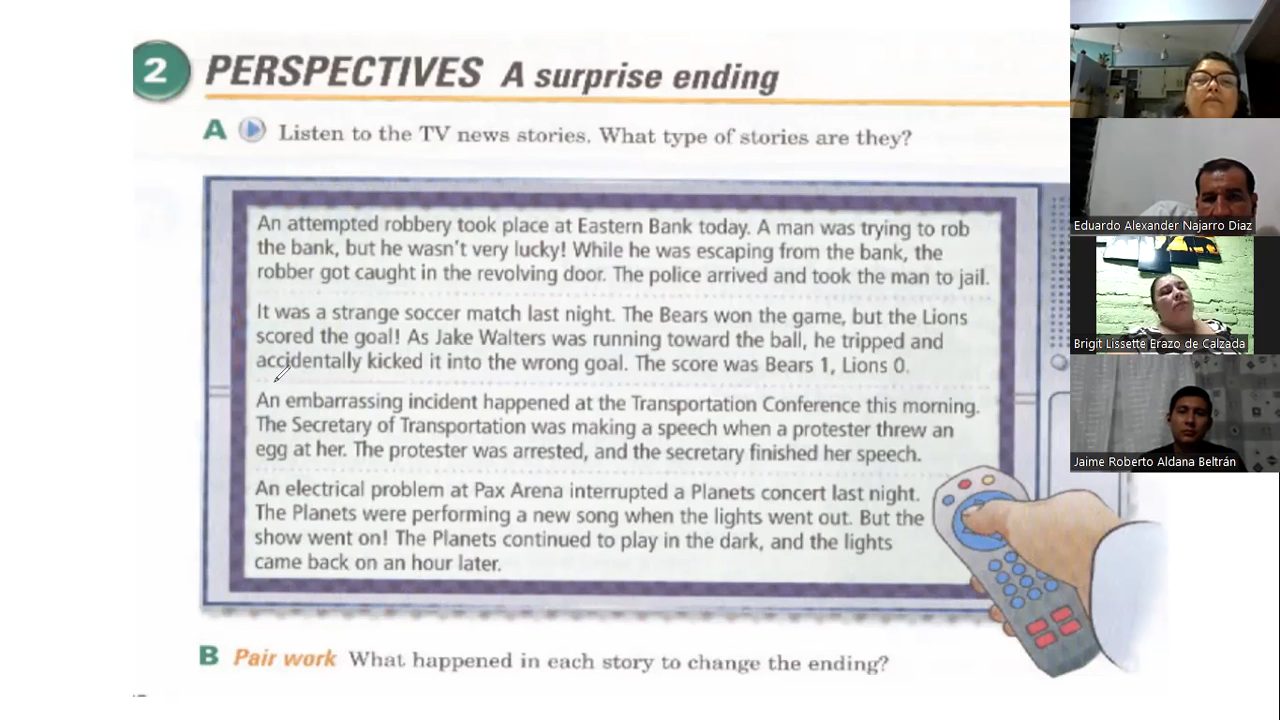 2 PERSPECTIVES A surprise ending
A Listen to the TV news stories. What type of stories are they?
An attempted robbery took place at Eastern Bank today. A man was trying to rob
the bank, but he wasn't very lucky! While he was escaping from the bank, the
robber got caught in the revolving door. The police arrived and took the man to jail.
It was a strange soccer match last night. The Bears won the game, but the Lions
scored the goal! As Jake Walters was running toward the ball, he tripped and
accidentally kicked it into the wrong goal. The score was Bears 1, Lions 0.
An embarrassing incident happened at the Transportation Conference this morning.
The Secretary of Transportation was making a speech when a protester threw an
egg at her. The protester was arrested, and the secretary finished her speech.
An electrical problem at Pax Arena interrupted a Planets concert last night.
The Planets were performing a new song when the lights went out. But the
show went on! The Planets continued to play in the dark, and the lights
came back on an hour later.
B Pair work What happened in each story to change the ending?
Eduardo Alexander Najarro Diaz
Brigit Lissette Erazo de Calzada
Jaime Roberto Aldana Beltrán